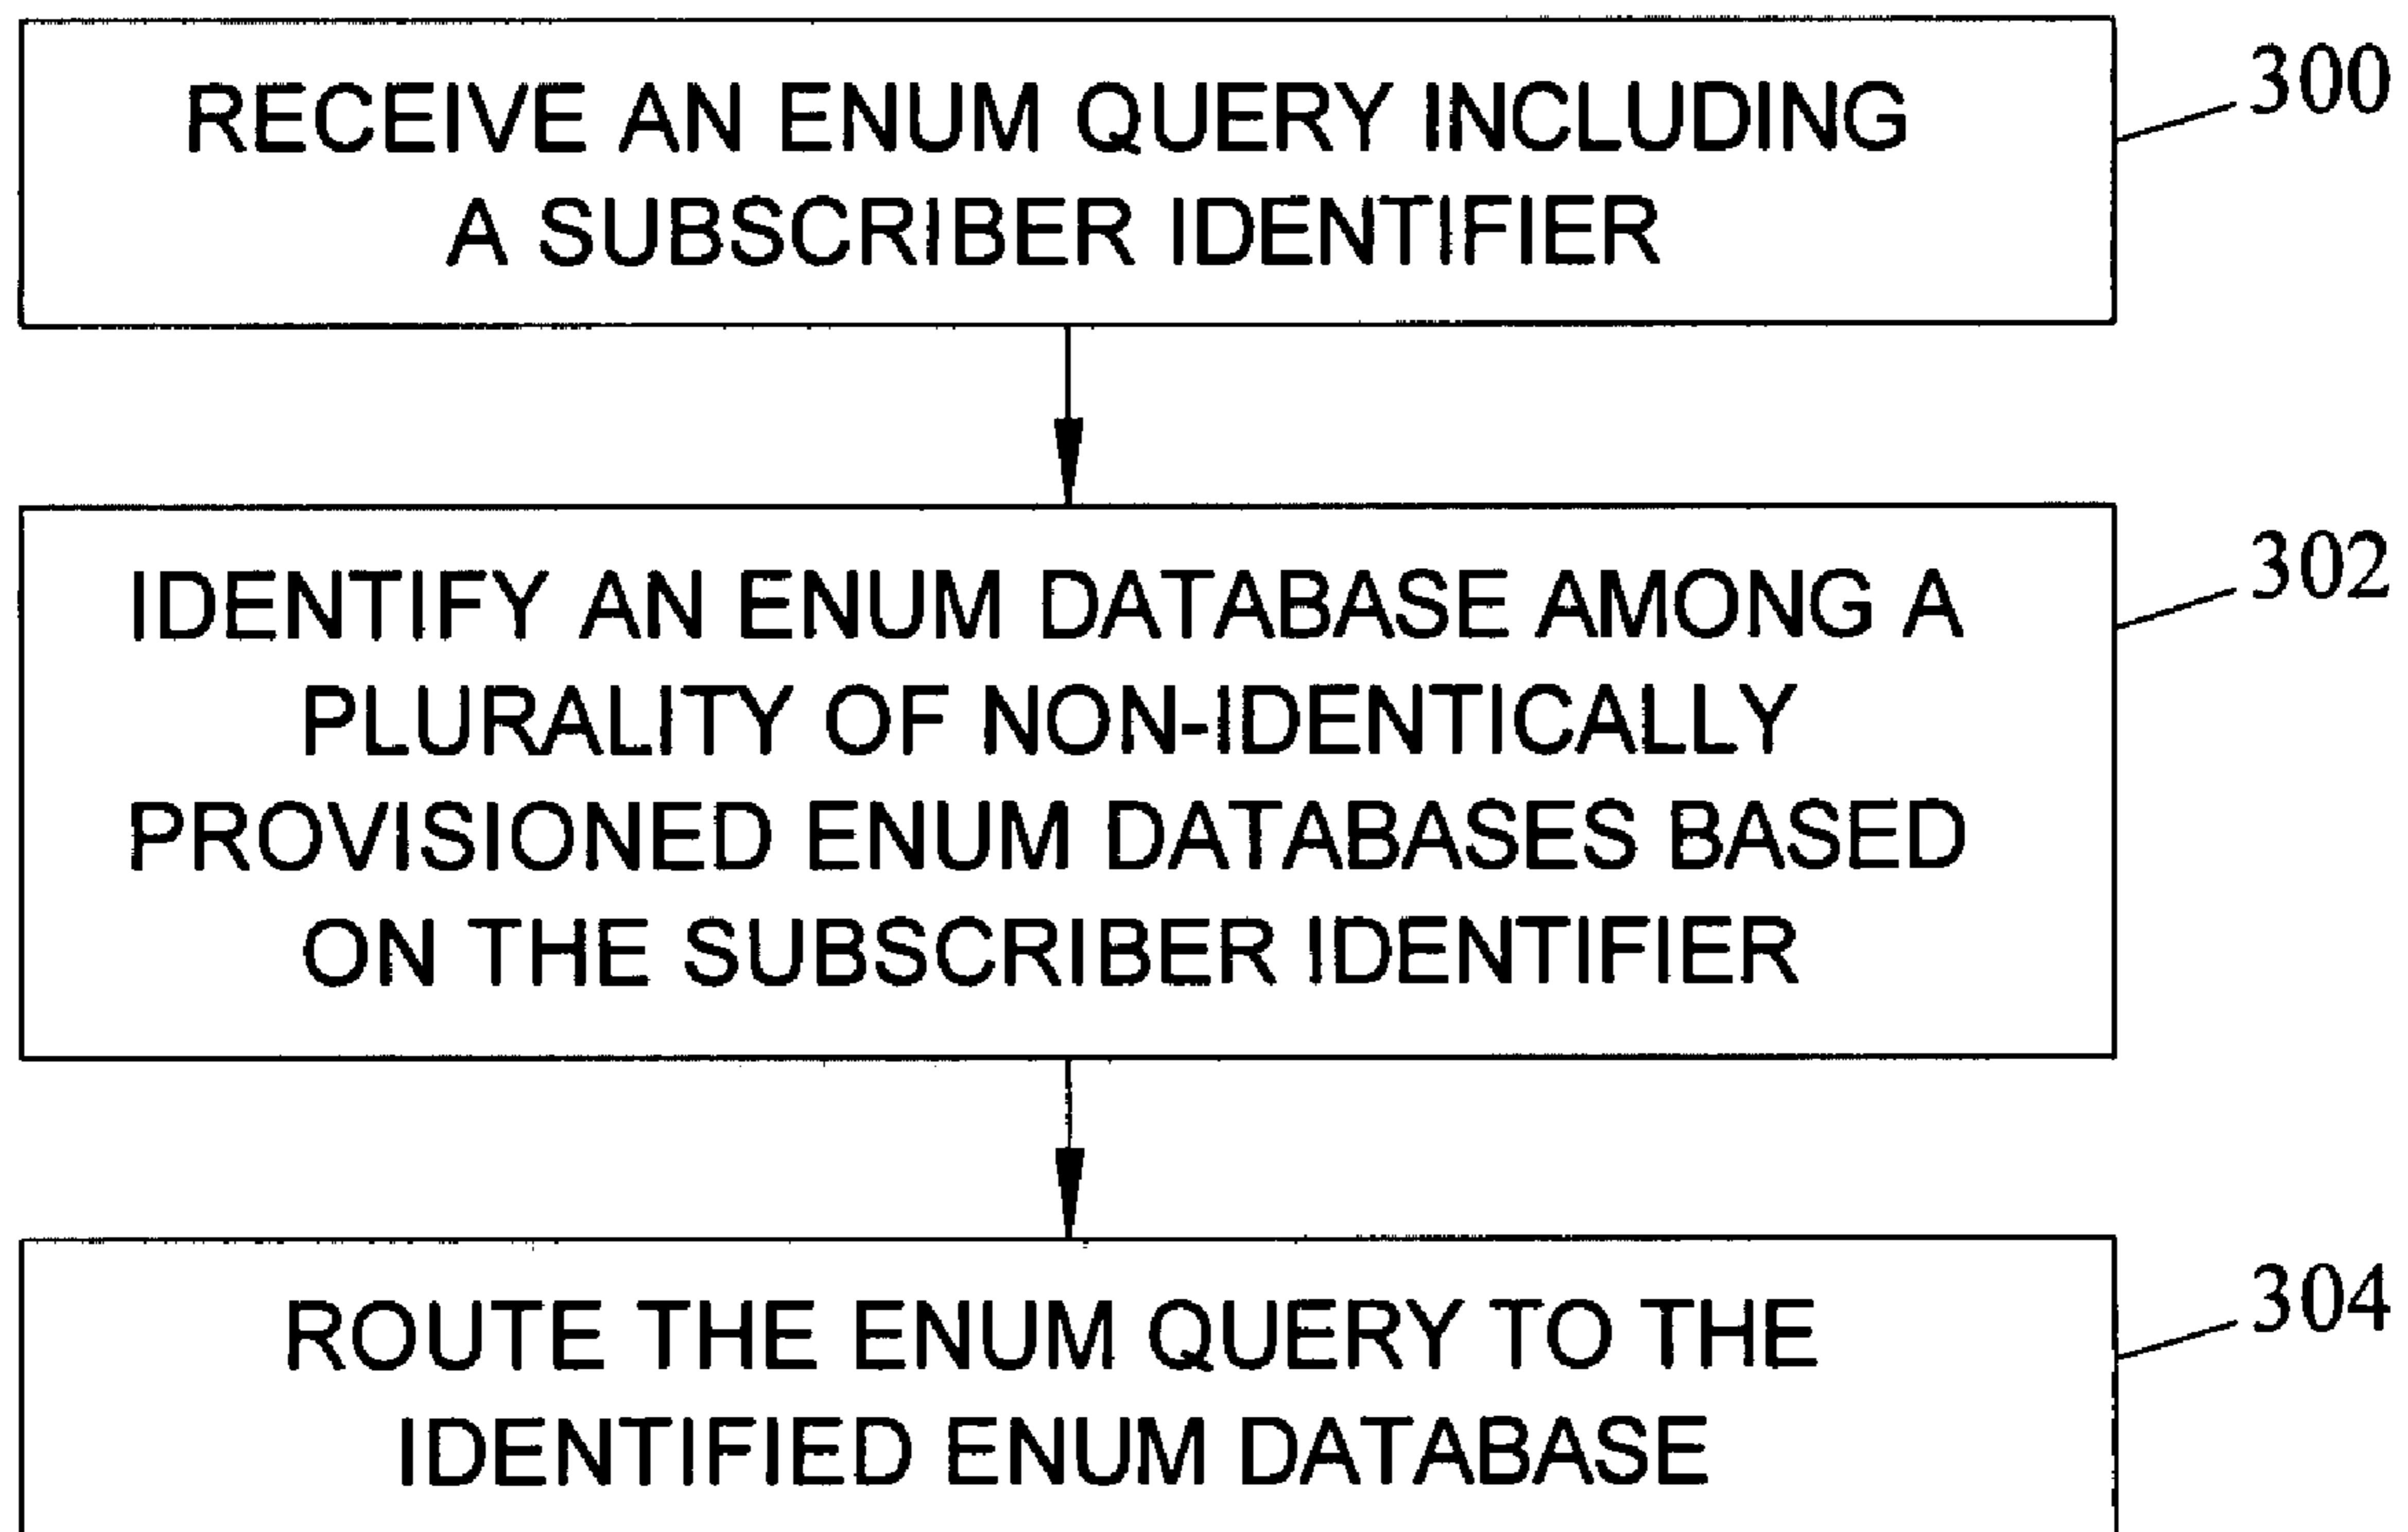 RECEIVE AN ENUM QUERY INCLUDING
A SUBSCRIBER IDENTIFIER
300
IDENTIFY AN ENUM DATABASE AMONG A
PLURALITY OF NON-IDENTICALLY
PROVISIONED ENUM DATABASES BASED
ON THE SUBSCRIBER IDENTIFIER
302
ROUTE THE ENUM QUERY TO THE
IDENTIFIED ENUM DATABASE
304